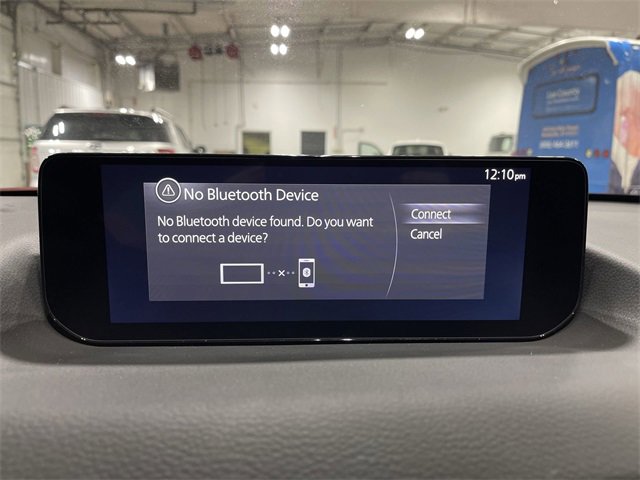 12:10pm
No Bluetooth Device
No Bluetooth device found. Do you want
to connect a device?
Connect
Cancel